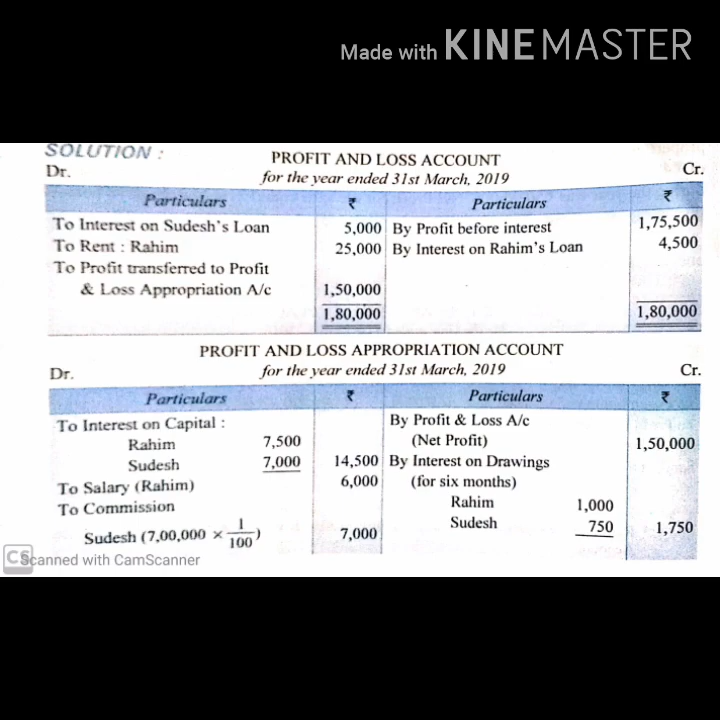 Made with KINEMASTER
SOLUTION :
PROFIT AND LOSS ACCOUNT
Dr. for the year ended 31st March, 2019 Cr.
Particulars ₹ Particulars ₹
To Interest on Sudesh's Loan 5,000 By Profit before interest 1,75,500
To Rent : Rahim 25,000 By Interest on Rahim's Loan 4,500
To Profit transferred to Profit
& Loss Appropriation A/c 1,50,000
1,80,000 1,80,000
PROFIT AND LOSS APPROPRIATION ACCOUNT
Dr. for the year ended 31st March, 2019 Cr.
Particulars ₹ Particulars ₹
To Interest on Capital : By Profit & Loss A/c
Rahim 7,500 (Net Profit) 1,50,000
Sudesh 7,000 14,500 By Interest on Drawings
To Salary (Rahim) 6,000 (for six months)
To Commission Rahim 1,000
Sudesh (7,00,000 × 1/100) 7,000 Sudesh 750 1,750
CS Scanned with CamScanner